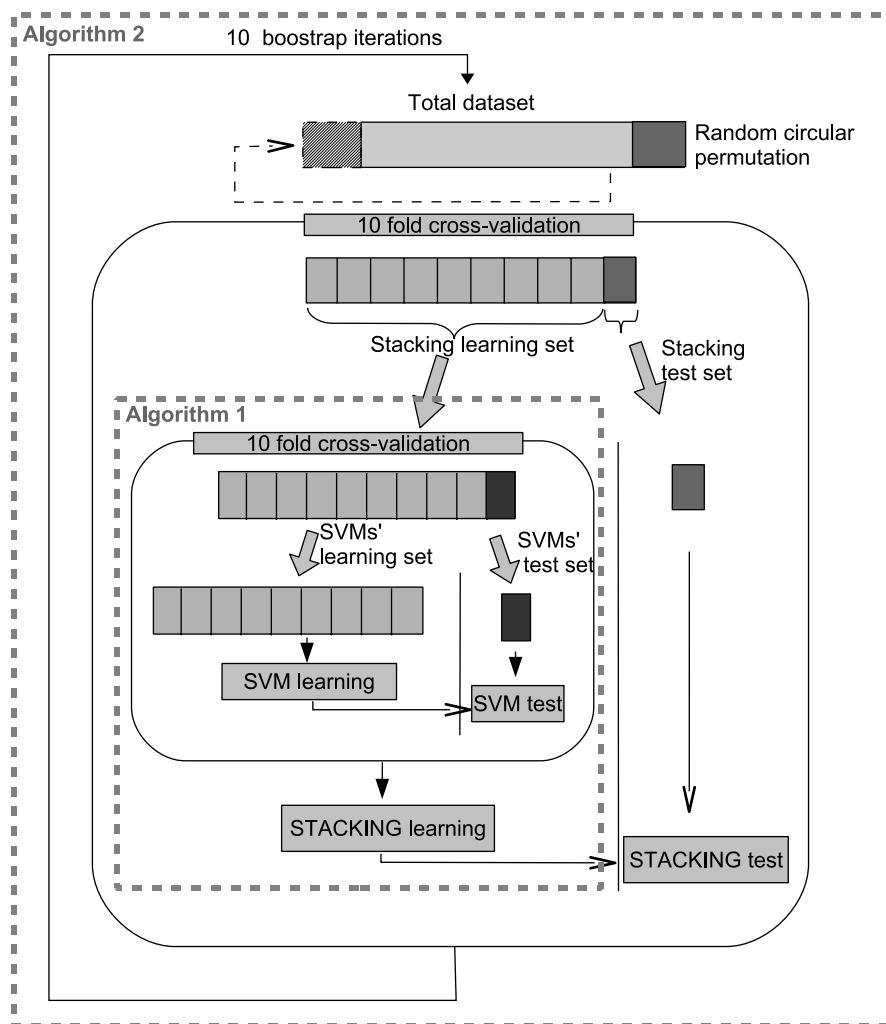 Algorithm 2
10 boostrap iterations
Total dataset
Random circular
permutation
10 fold cross-validation
Stacking learning set
Stacking
test set
Algorithm 1
10 fold cross-validation
SVMs'
learning set
SVMs'
test set
SVM learning
SVM test
STACKING learning
STACKING test